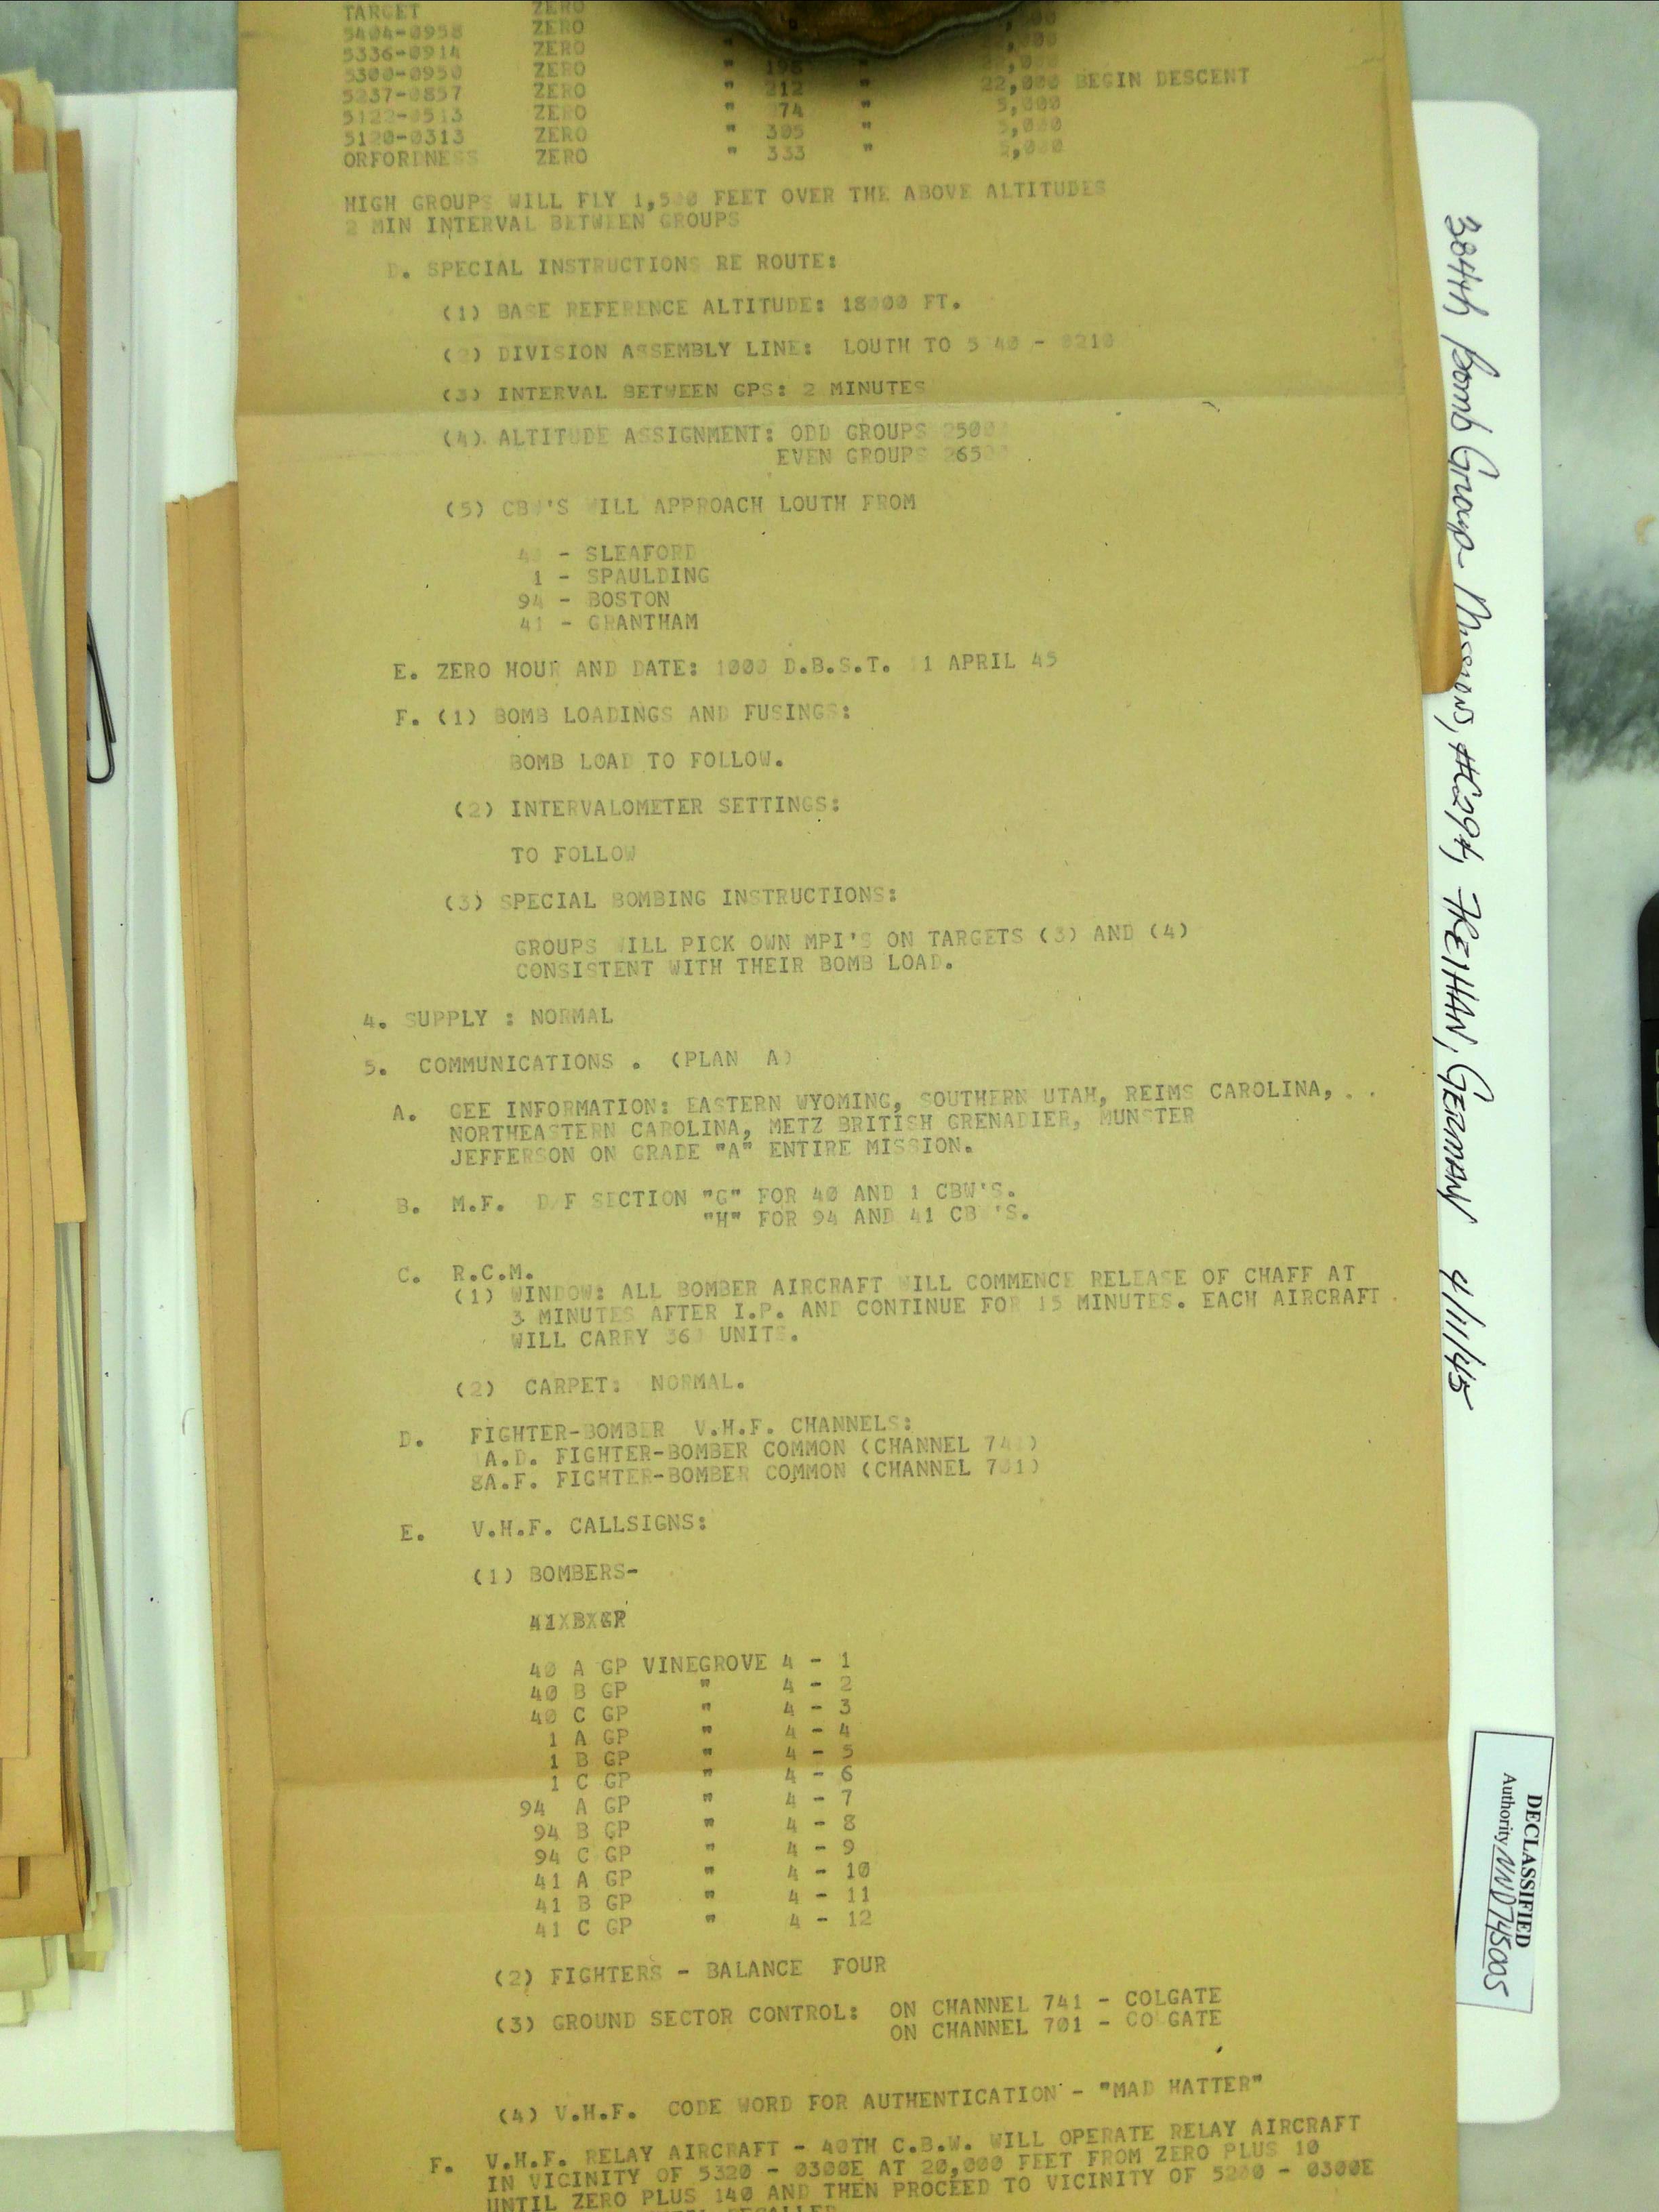 TARGET ZERO
5404-0958 ZERO "
5336-0914 ZERO "
5300-0950 ZERO " 198 "
5237-0857 ZERO " 212 " 22,000 BEGIN DESCENT
5122-0513 ZERO " 74 " 5,000
5120-0313 ZERO " 305 " 5,000
ORFORDNESS ZERO " 333 " 5,000
HIGH GROUPS WILL FLY 1,500 FEET OVER THE ABOVE ALTITUDES
2 MIN INTERVAL BETWEEN GROUPS
D. SPECIAL INSTRUCTIONS RE ROUTE:
(1) BASE REFERENCE ALTITUDE: 18000 FT.
(2) DIVISION ASSEMBLY LINE: LOUTH TO - 0210
(3) INTERVAL BETWEEN GPS: 2 MINUTES
(4) ALTITUDE ASSIGNMENT: ODD GROUPS
EVEN GROUPS
(5) CBW'S WILL APPROACH LOUTH FROM
40 - SLEAFORD
1 - SPAULDING
94 - BOSTON
41 - GRANTHAM
E. ZERO HOUR AND DATE: 1000 D.B.S.T. 11 APRIL 45
F. (1) BOMB LOADINGS AND FUSINGS:
BOMB LOAD TO FOLLOW.
(2) INTERVALOMETER SETTINGS:
TO FOLLOW
(3) SPECIAL BOMBING INSTRUCTIONS:
GROUPS WILL PICK OWN MPI'S ON TARGETS (3) AND (4)
CONSISTENT WITH THEIR BOMB LOAD.
4. SUPPLY : NORMAL
5. COMMUNICATIONS . (PLAN A)
A. GEE INFORMATION: EASTERN WYOMING, SOUTHERN UTAH, REIMS CAROLINA, . .
NORTHEASTERN CAROLINA, METZ BRITISH GRENADIER, MUNSTER
JEFFERSON ON GRADE "A" ENTIRE MISSION.
B. M.F. D/F SECTION "G" FOR 40 AND 1 CBW'S.
"H" FOR 94 AND 41 CBW'S.
C. R.C.M.
(1) WINDOW: ALL BOMBER AIRCRAFT WILL COMMENCE RELEASE OF CHAFF AT
3 MINUTES AFTER I.P. AND CONTINUE FOR 15 MINUTES. EACH AIRCRAFT
WILL CARRY 360 UNITS.
(2) CARPET: NORMAL.
D. FIGHTER-BOMBER V.H.F. CHANNELS:
1A.D. FIGHTER-BOMBER COMMON (CHANNEL 741)
8A.F. FIGHTER-BOMBER COMMON (CHANNEL 701)
E. V.H.F. CALLSIGNS:
(1) BOMBERS-
40 A GP VINEGROVE 4 - 1
40 B GP " 4 - 2
40 C GP " 4 - 3
1 A GP " 4 - 4
1 B GP " 4 - 5
1 C GP " 4 - 6
94 A GP " 4 - 7
94 B GP " 4 - 8
94 C GP " 4 - 9
41 A GP " 4 - 10
41 B GP " 4 - 11
41 C GP " 4 - 12
(2) FIGHTERS - BALANCE FOUR
(3) GROUND SECTOR CONTROL: ON CHANNEL 741 - COLGATE
ON CHANNEL 701 - COLGATE
(4) V.H.F. CODE WORD FOR AUTHENTICATION - "MAD HATTER"
F. V.H.F. RELAY AIRCRAFT - 40TH C.B.W. WILL OPERATE RELAY AIRCRAFT
IN VICINITY OF 5320 - 0300E AT 20,000 FEET FROM ZERO PLUS 10
UNTIL ZERO PLUS 140 AND THEN PROCEED TO VICINITY OF 5200 - 0300E
384th Bomb Group Missions, #294, German 4/11/45
DECLASSIFIED
Authority NND745005